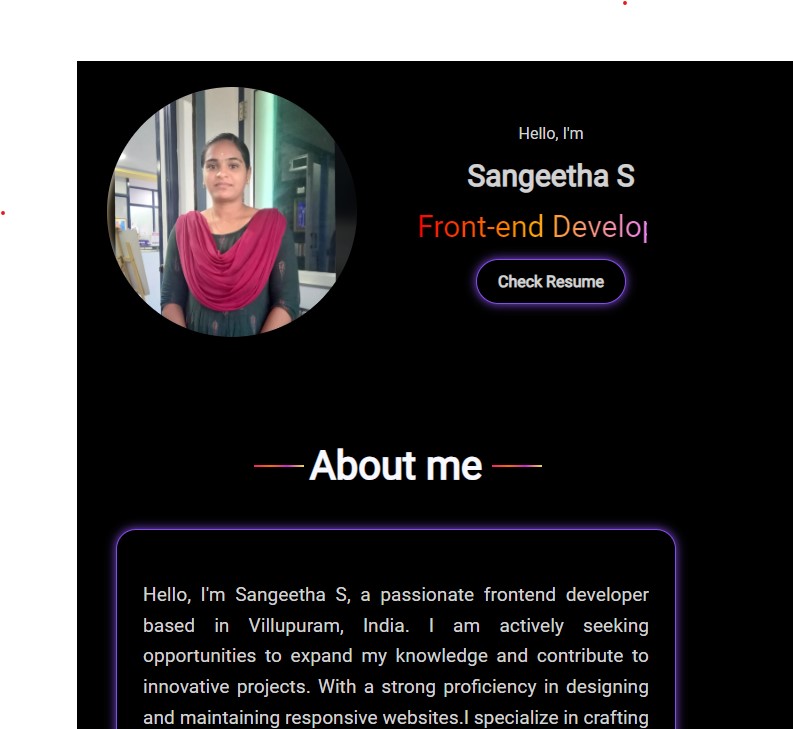 Hello, I'm
Sangeetha S
Front-end Develop
Check Resume
About me
Hello, I'm Sangeetha S, a passionate frontend developer
based in Villupuram, India. I am actively seeking
opportunities to expand my knowledge and contribute to
innovative projects. With a strong proficiency in designing
and maintaining responsive websites.I specialize in crafting